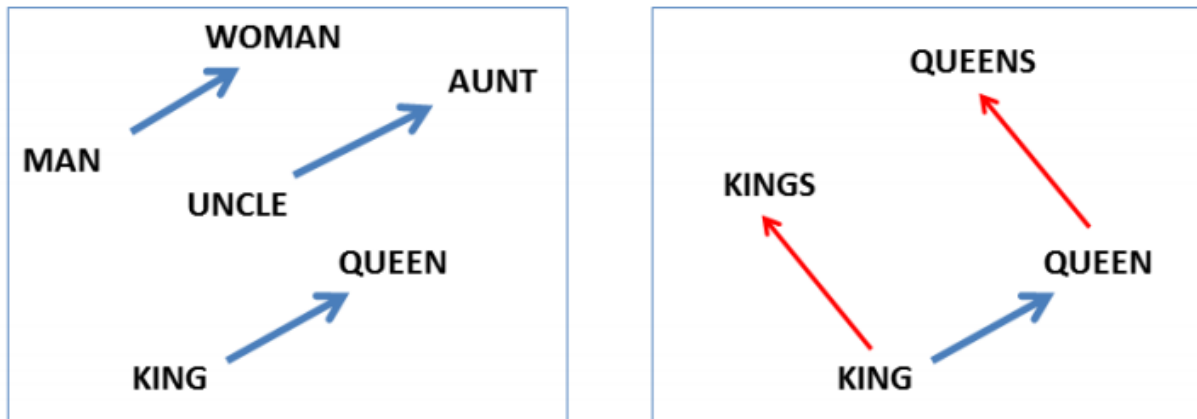 WOMAN
AUNT
MAN
UNCLE
QUEEN
KING
QUEENS
KINGS
QUEEN
KING